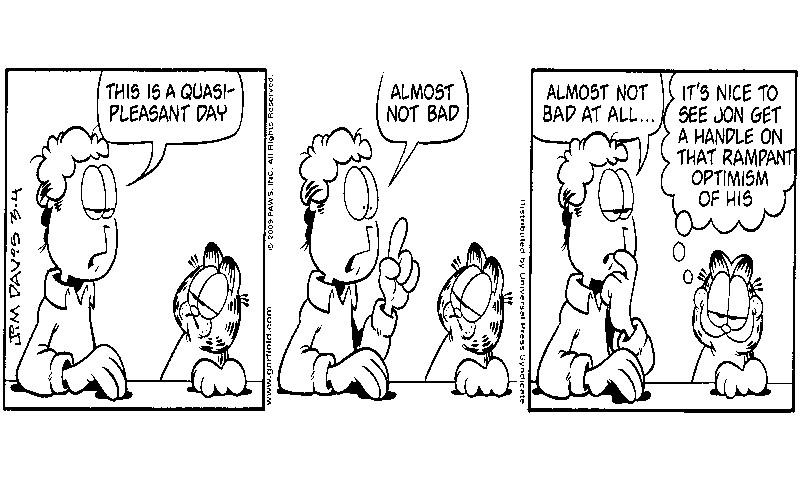 THIS IS A QUASI-
PLEASANT DAY
JIM DAVIS 3-4
© 2009 PAWS, INC. All Rights Reserved.
www.garfield.com
ALMOST
NOT BAD
Distributed by Universal Press Syndicate
ALMOST NOT
BAD AT ALL...
IT'S NICE TO
SEE JON GET
A HANDLE ON
THAT RAMPANT
OPTIMISM
OF HIS